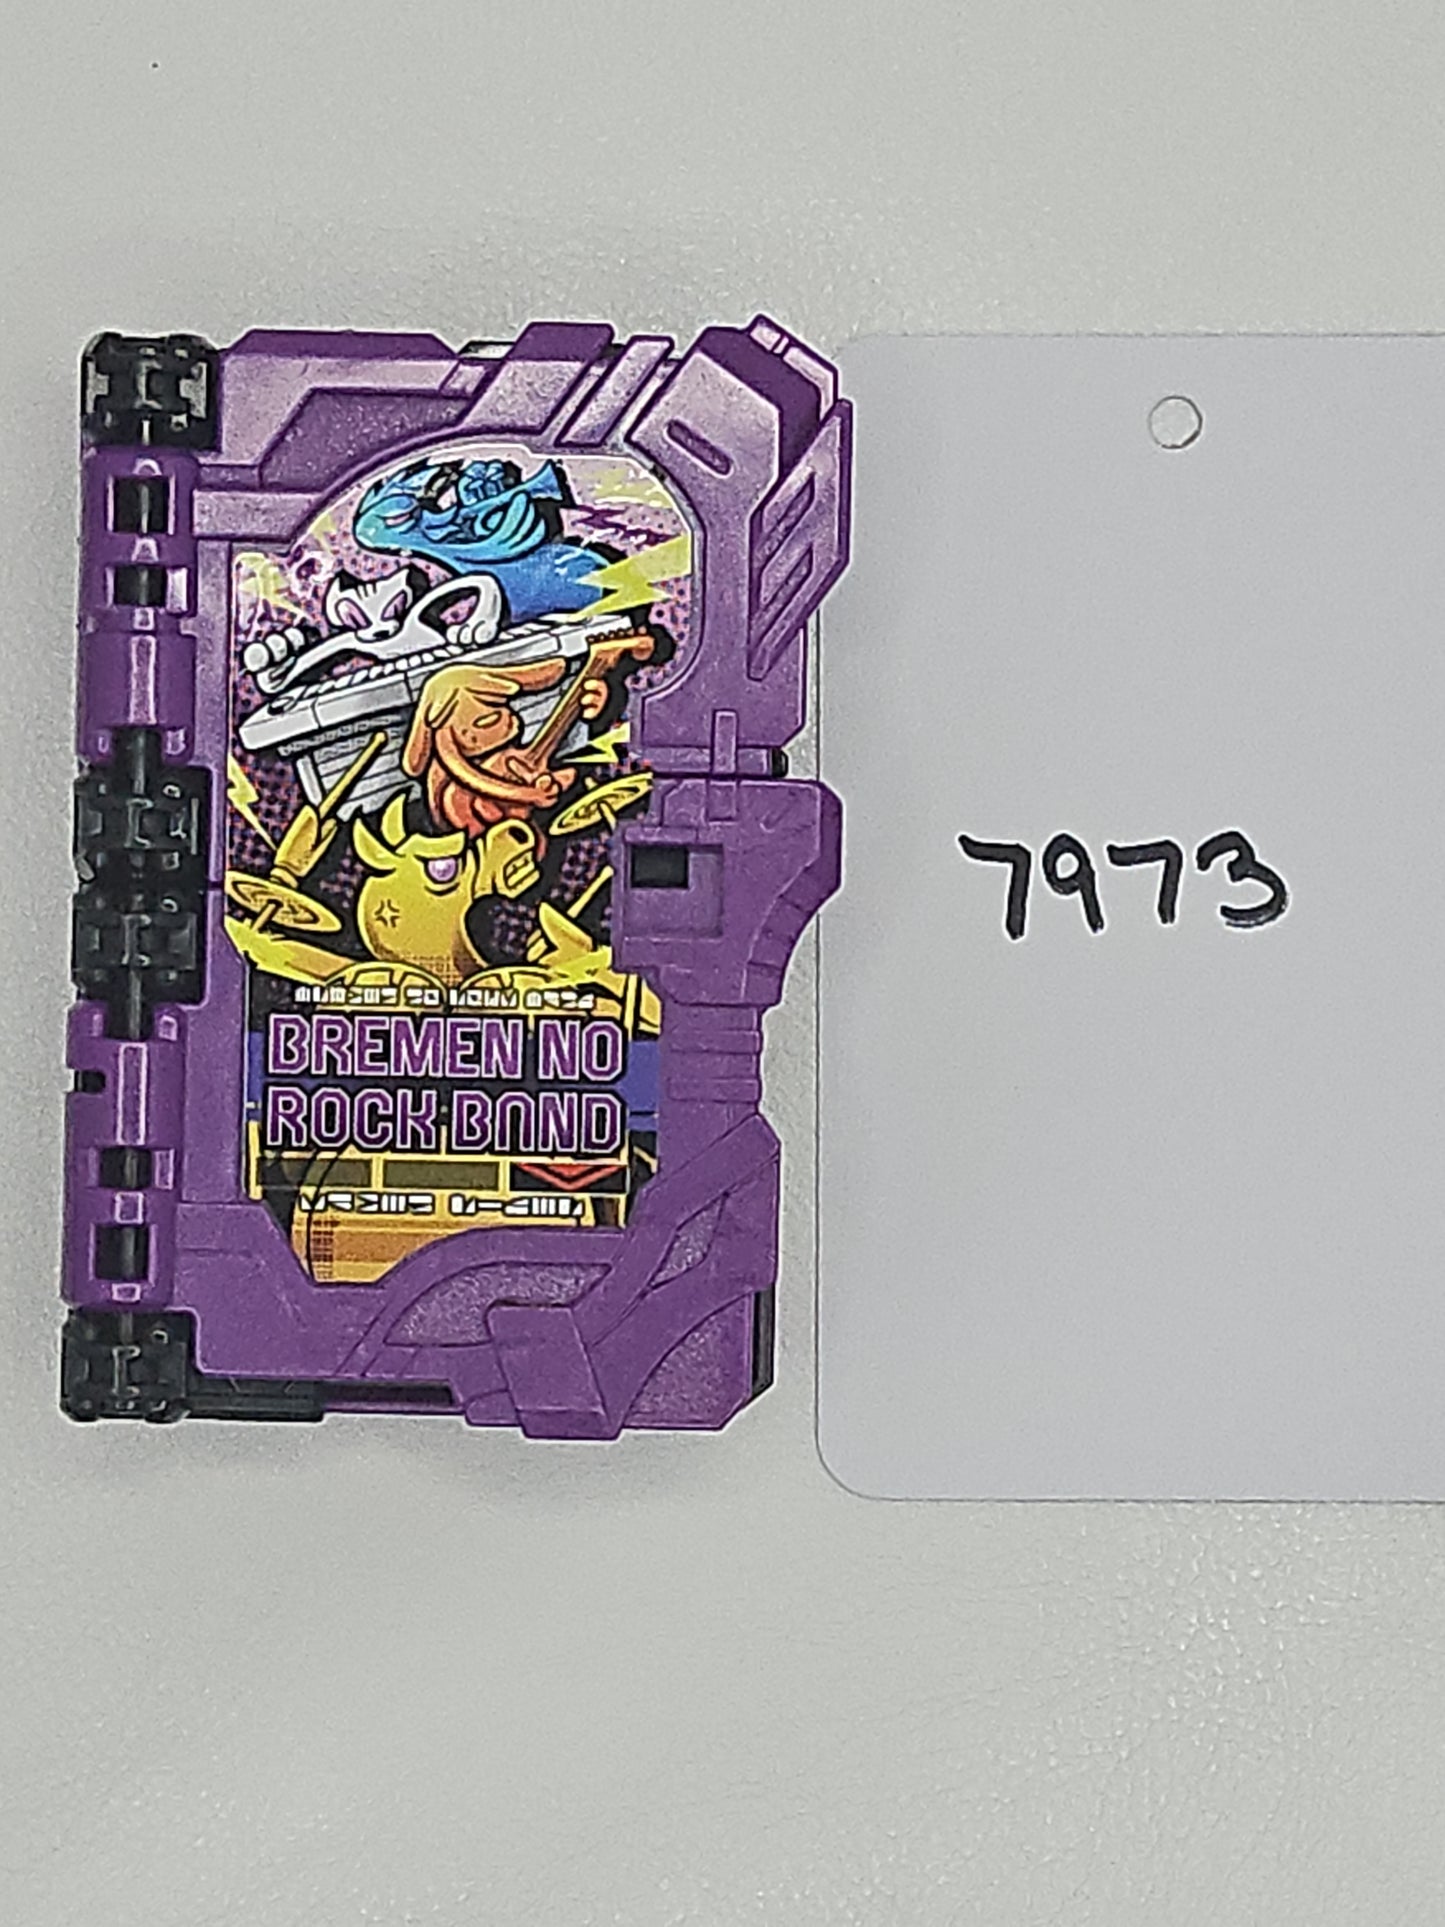 BREMEN NO
ROCK BAND
7973